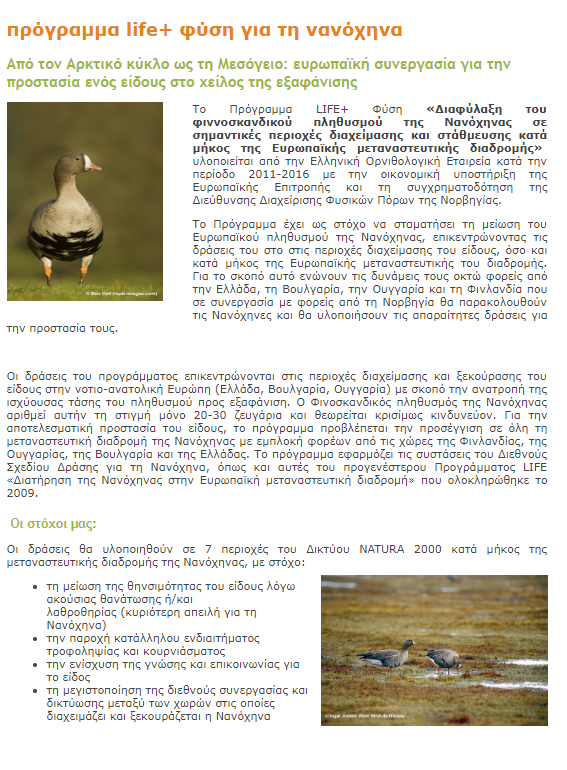 πρόγραμμα life+ φύση για τη νανόχηνα
Από τον Αρκτικό κύκλο ως τη Μεσόγειο: ευρωπαϊκή συνεργασία για την
προστασία ενός είδους στο χείλος της εξαφάνισης
Το Πρόγραμμα LIFE+ Φύση «Διαφύλαξη του
φιννοσκανδικού πληθυσμού της Νανόχηνας σε
σημαντικές περιοχές διαχείμασης και στάθμευσης κατά
μήκος της Ευρωπαϊκής μεταναστευτικής διαδρομής»
υλοποιείται από την Ελληνική Ορνιθολογική Εταιρεία κατά την
περίοδο 2011-2016 με την οικονομική υποστήριξη της
Ευρωπαϊκής Επιτροπής και τη συγχρηματοδότηση της
Διεύθυνσης Διαχείρισης Φυσικών Πόρων της Νορβηγίας.
Το Πρόγραμμα έχει ως στόχο να σταματήσει τη μείωση του
Ευρωπαϊκού πληθυσμού της Νανόχηνας, επικεντρώνοντας τις
δράσεις του στο στις περιοχές διαχείμασης του είδους, όσο και
κατά μήκος της Ευρωπαϊκής μεταναστευτικής του διαδρομής.
Για το σκοπό αυτό ενώνουν τις δυνάμεις τους οκτώ φορείς από
την Ελλάδα, τη Βουλγαρία, την Ουγγαρία και τη Φινλανδία που
σε συνεργασία με φορείς από τη Νορβηγία θα παρακολουθούν
τις Νανόχηνες και θα υλοποιήσουν τις απαραίτητες δράσεις για
την προστασία τους.
Οι δράσεις του προγράμματος επικεντρώνονται στις περιοχές διαχείμασης και ξεκούρασης του
είδους στην νοτιο-ανατολική Ευρώπη (Ελλάδα, Βουλγαρία, Ουγγαρία) με σκοπό την ανατροπή της
ισχύουσας τάσης του πληθυσμού προς εξαφάνιση. Ο Φινοσκανδικός πληθυσμός της Νανόχηνας
αριθμεί αυτήν τη στιγμή μόνο 20-30 ζευγάρια και θεωρείται κρισίμως κινδυνεύον. Για την
αποτελεσματική προστασία του είδους, το πρόγραμμα προβλέπεται την προσέγγιση σε όλη τη
μεταναστευτική διαδρομή της Νανόχηνας με εμπλοκή φορέων από τις χώρες της Φινλανδίας, της
Ουγγαρίας, της Βουλγαρία και της Ελλάδας. Το πρόγραμμα εφαρμόζει τις συστάσεις του Διεθνούς
Σχεδίου Δράσης για τη Νανόχηνα, όπως και αυτές του προγενέστερου Προγράμματος LIFE
«Διατήρηση της Νανόχηνας στην Ευρωπαϊκή μεταναστευτική διαδρομή» που ολοκληρώθηκε το
2009.
Οι στόχοι μας:
Οι δράσεις θα υλοποιηθούν σε 7 περιοχές του Δικτύου NATURA 2000 κατά μήκος της
μεταναστευτικής διαδρομής της Νανόχηνας, με στόχο:
τη μείωση της θνησιμότητας του είδους λόγω
ακούσιας θανάτωσης ή/και
λαθροθηρίας (κυριότερη απειλή για τη
Νανόχηνα)
την παροχή κατάλληλου ενδιαιτήματος
τροφοληψίας και κουρνιάσματος
την ενίσχυση της γνώσης και επικοινωνίας για
το είδος
τη μεγιστοποίηση της διεθνούς συνεργασίας και
δικτύωσης μεταξύ των χωρών στις οποίες
διαχειμάζει και ξεκουράζεται η Νανόχηνα